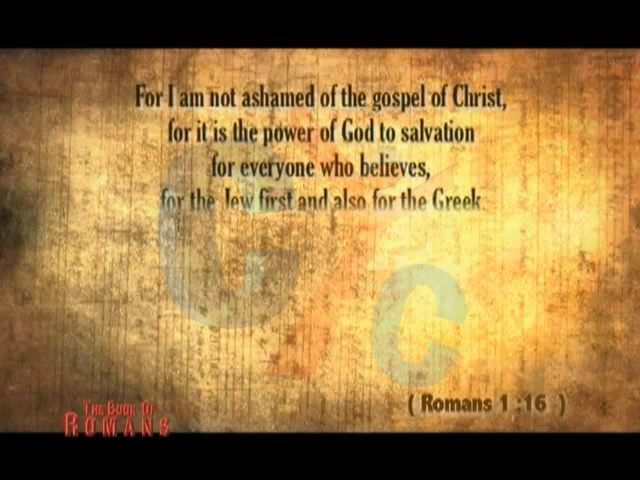 For I am not ashamed of the gospel of Christ,
for it is the power of God to salvation
for everyone who believes,
for the Jew first and also for the Greek
G C
( Romans 1 :16 )
THE BOOK OF
ROMANS